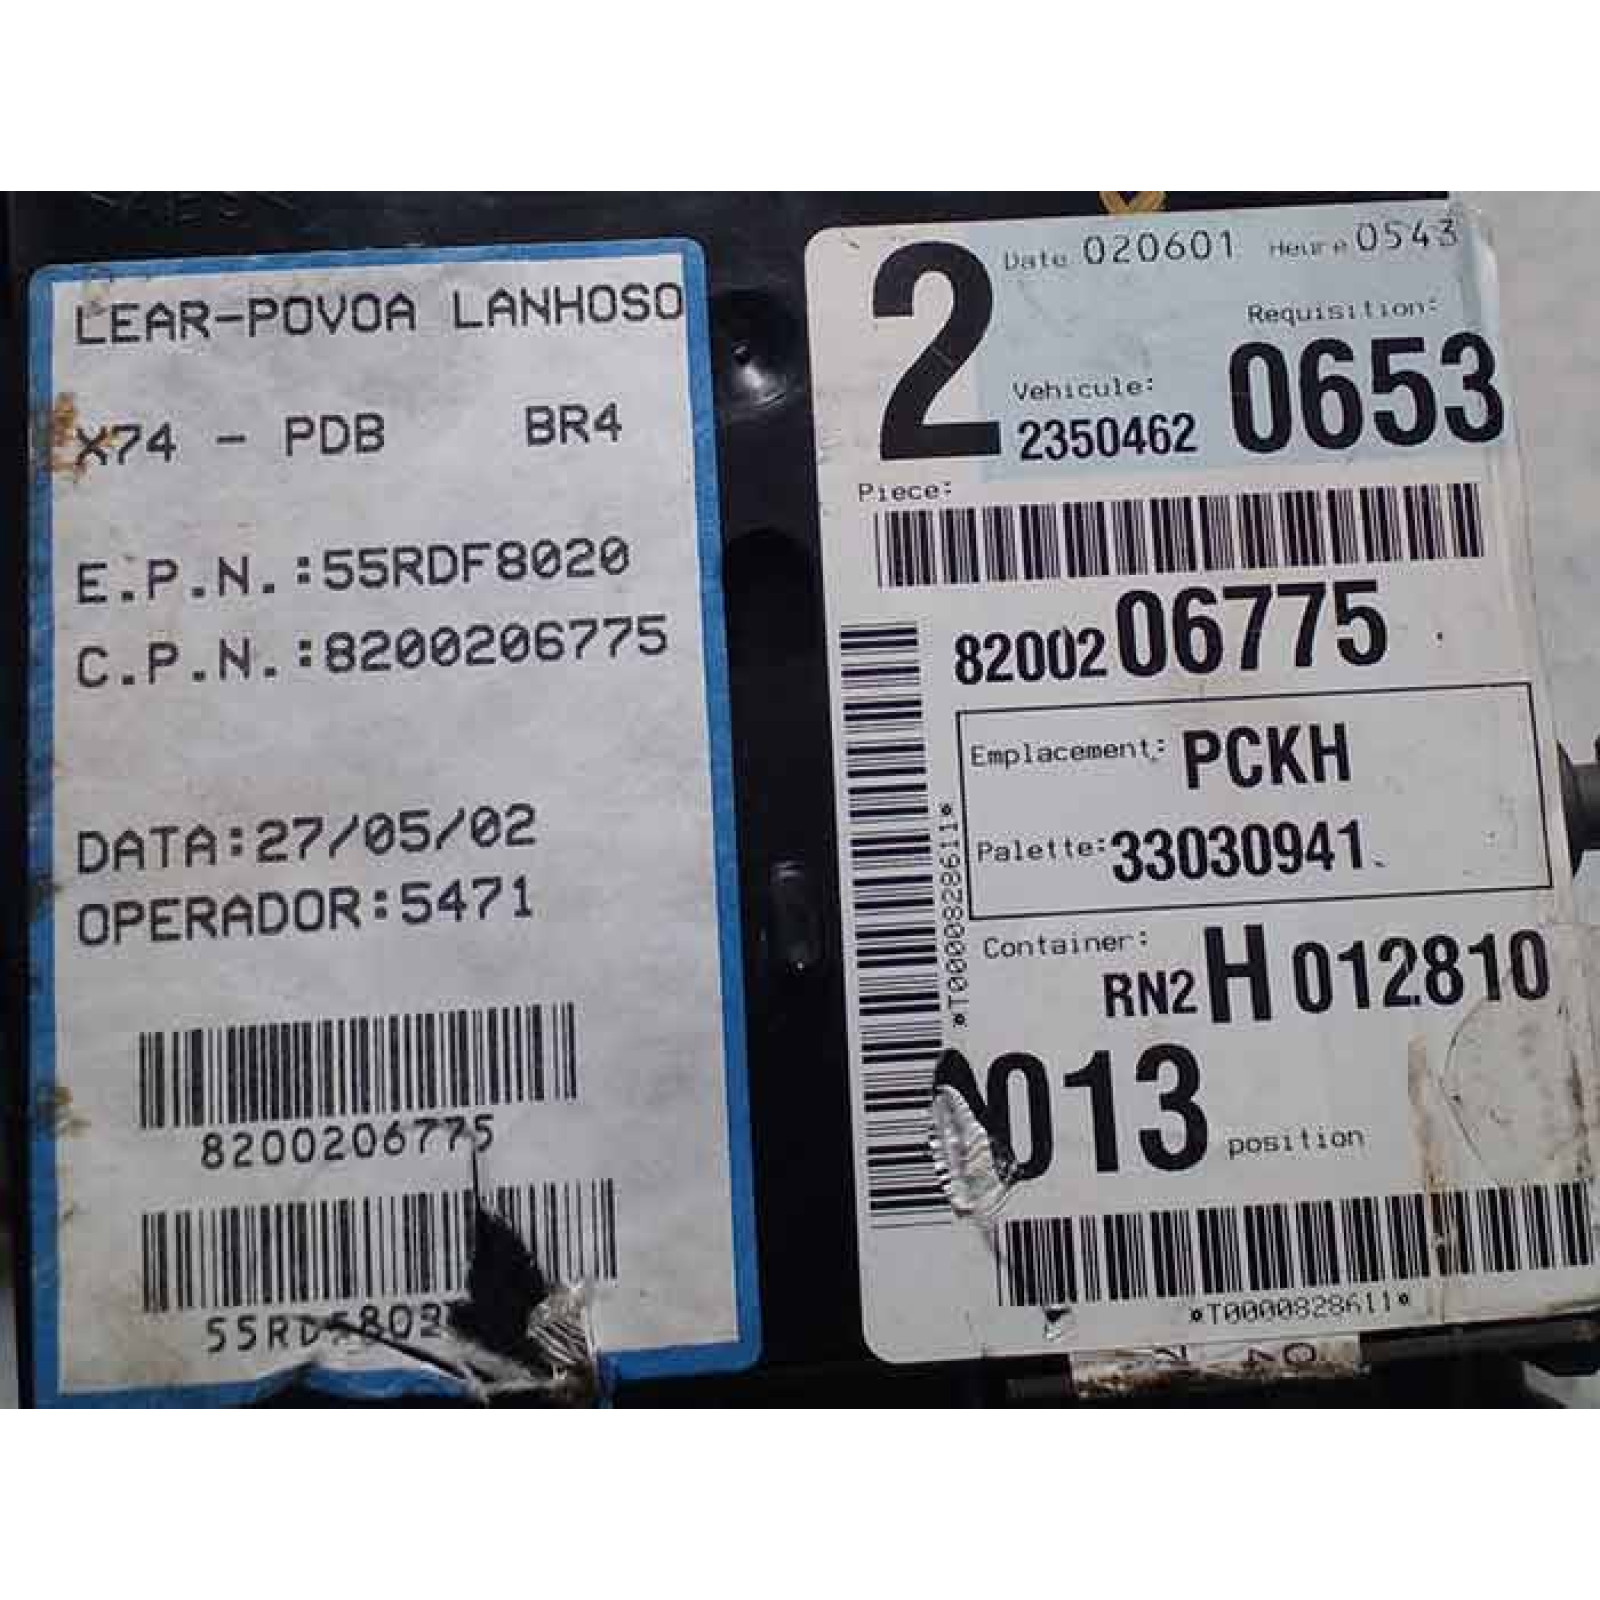 LEAR-POVOA LANHOSO
X74 - PDB BR4
E.P.N.:55RDF8020
C.P.N.:8200206775
DATA:27/05/02
OPERADOR:5471
8200206775
2
Date 020601 Heure 0543
Requisition:
Vehicule:
2350462 0653
Piece:
8200206775
Emplacement: PCKH
Palette: 33030941
*T0000828611*
Container:
RN2 H 012810
0013 position
*T0000828611*